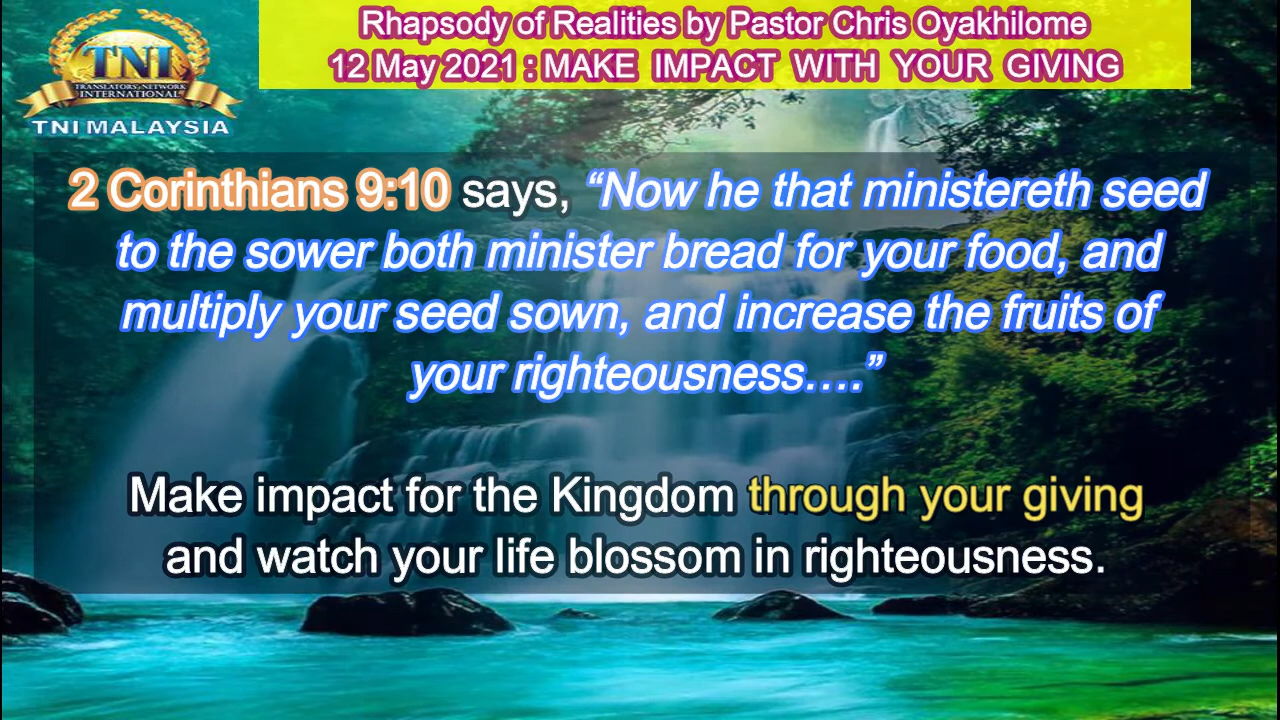 Rhapsody of Realities by Pastor Chris Oyakhilome
12 May 2021 : MAKE IMPACT WITH YOUR GIVING
TNI
TRANSLATORS' NETWORK
INTERNATIONAL
TNI MALAYSIA
2 Corinthians 9:10 says, “Now he that ministereth seed
to the sower both minister bread for your food, and
multiply your seed sown, and increase the fruits of
your righteousness….”
Make impact for the Kingdom through your giving
and watch your life blossom in righteousness.